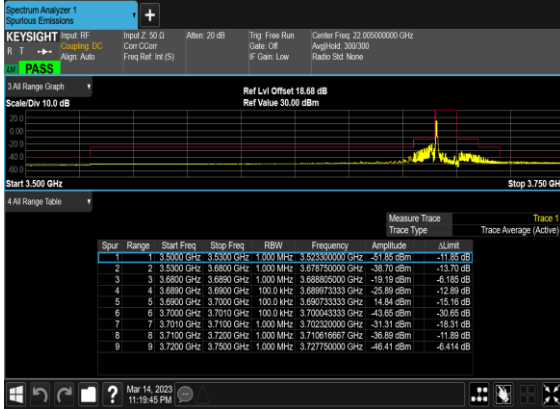 Spectrum Analyzer 1
Spurious Emissions
+
KEYSIGHT Input: RF Input Z: 50 Ω Atten: 20 dB Trig: Free Run Center Freq: 22.005000000 GHz
R T Coupling: DC Corr CCorr Gate: Off Avg|Hold: 300/300
Align: Auto Freq Ref: Int (S) IF Gain: Low Radio Std: None
PASS
3 All Range Graph
Ref Lvl Offset 18.68 dB
Scale/Div 10.0 dB Ref Value 30.00 dBm
20.0
0.00
-20.0
-40.0
-60.0
Start 3.500 GHz Stop 3.750 GH
4 All Range Table
Measure Trace Trace 1
Trace Type Trace Average (Active)
Spur Range Start Freq Stop Freq RBW Frequency Amplitude ΔLimit
1 1 3.5000 GHz 3.5300 GHz 1.000 MHz 3.523300000 GHz -51.85 dBm -11.85 dB
2 2 3.5300 GHz 3.6800 GHz 1.000 MHz 3.678750000 GHz -38.70 dBm -13.70 dB
3 3 3.6800 GHz 3.6890 GHz 1.000 MHz 3.688805000 GHz -19.19 dBm -6.185 dB
4 4 3.6890 GHz 3.6900 GHz 100.0 kHz 3.689973333 GHz -25.89 dBm -12.89 dB
5 5 3.6900 GHz 3.7000 GHz 100.0 kHz 3.690733333 GHz 14.84 dBm -15.16 dB
6 6 3.7000 GHz 3.7010 GHz 100.0 kHz 3.700043333 GHz -43.65 dBm -30.65 dB
7 7 3.7010 GHz 3.7100 GHz 1.000 MHz 3.702320000 GHz -31.31 dBm -18.31 dB
8 8 3.7100 GHz 3.7200 GHz 1.000 MHz 3.710616667 GHz -36.89 dBm -11.89 dB
9 9 3.7200 GHz 3.7500 GHz 1.000 MHz 3.727750000 GHz -46.41 dBm -6.414 dB
? Mar 14, 2023
11:19:45 PM